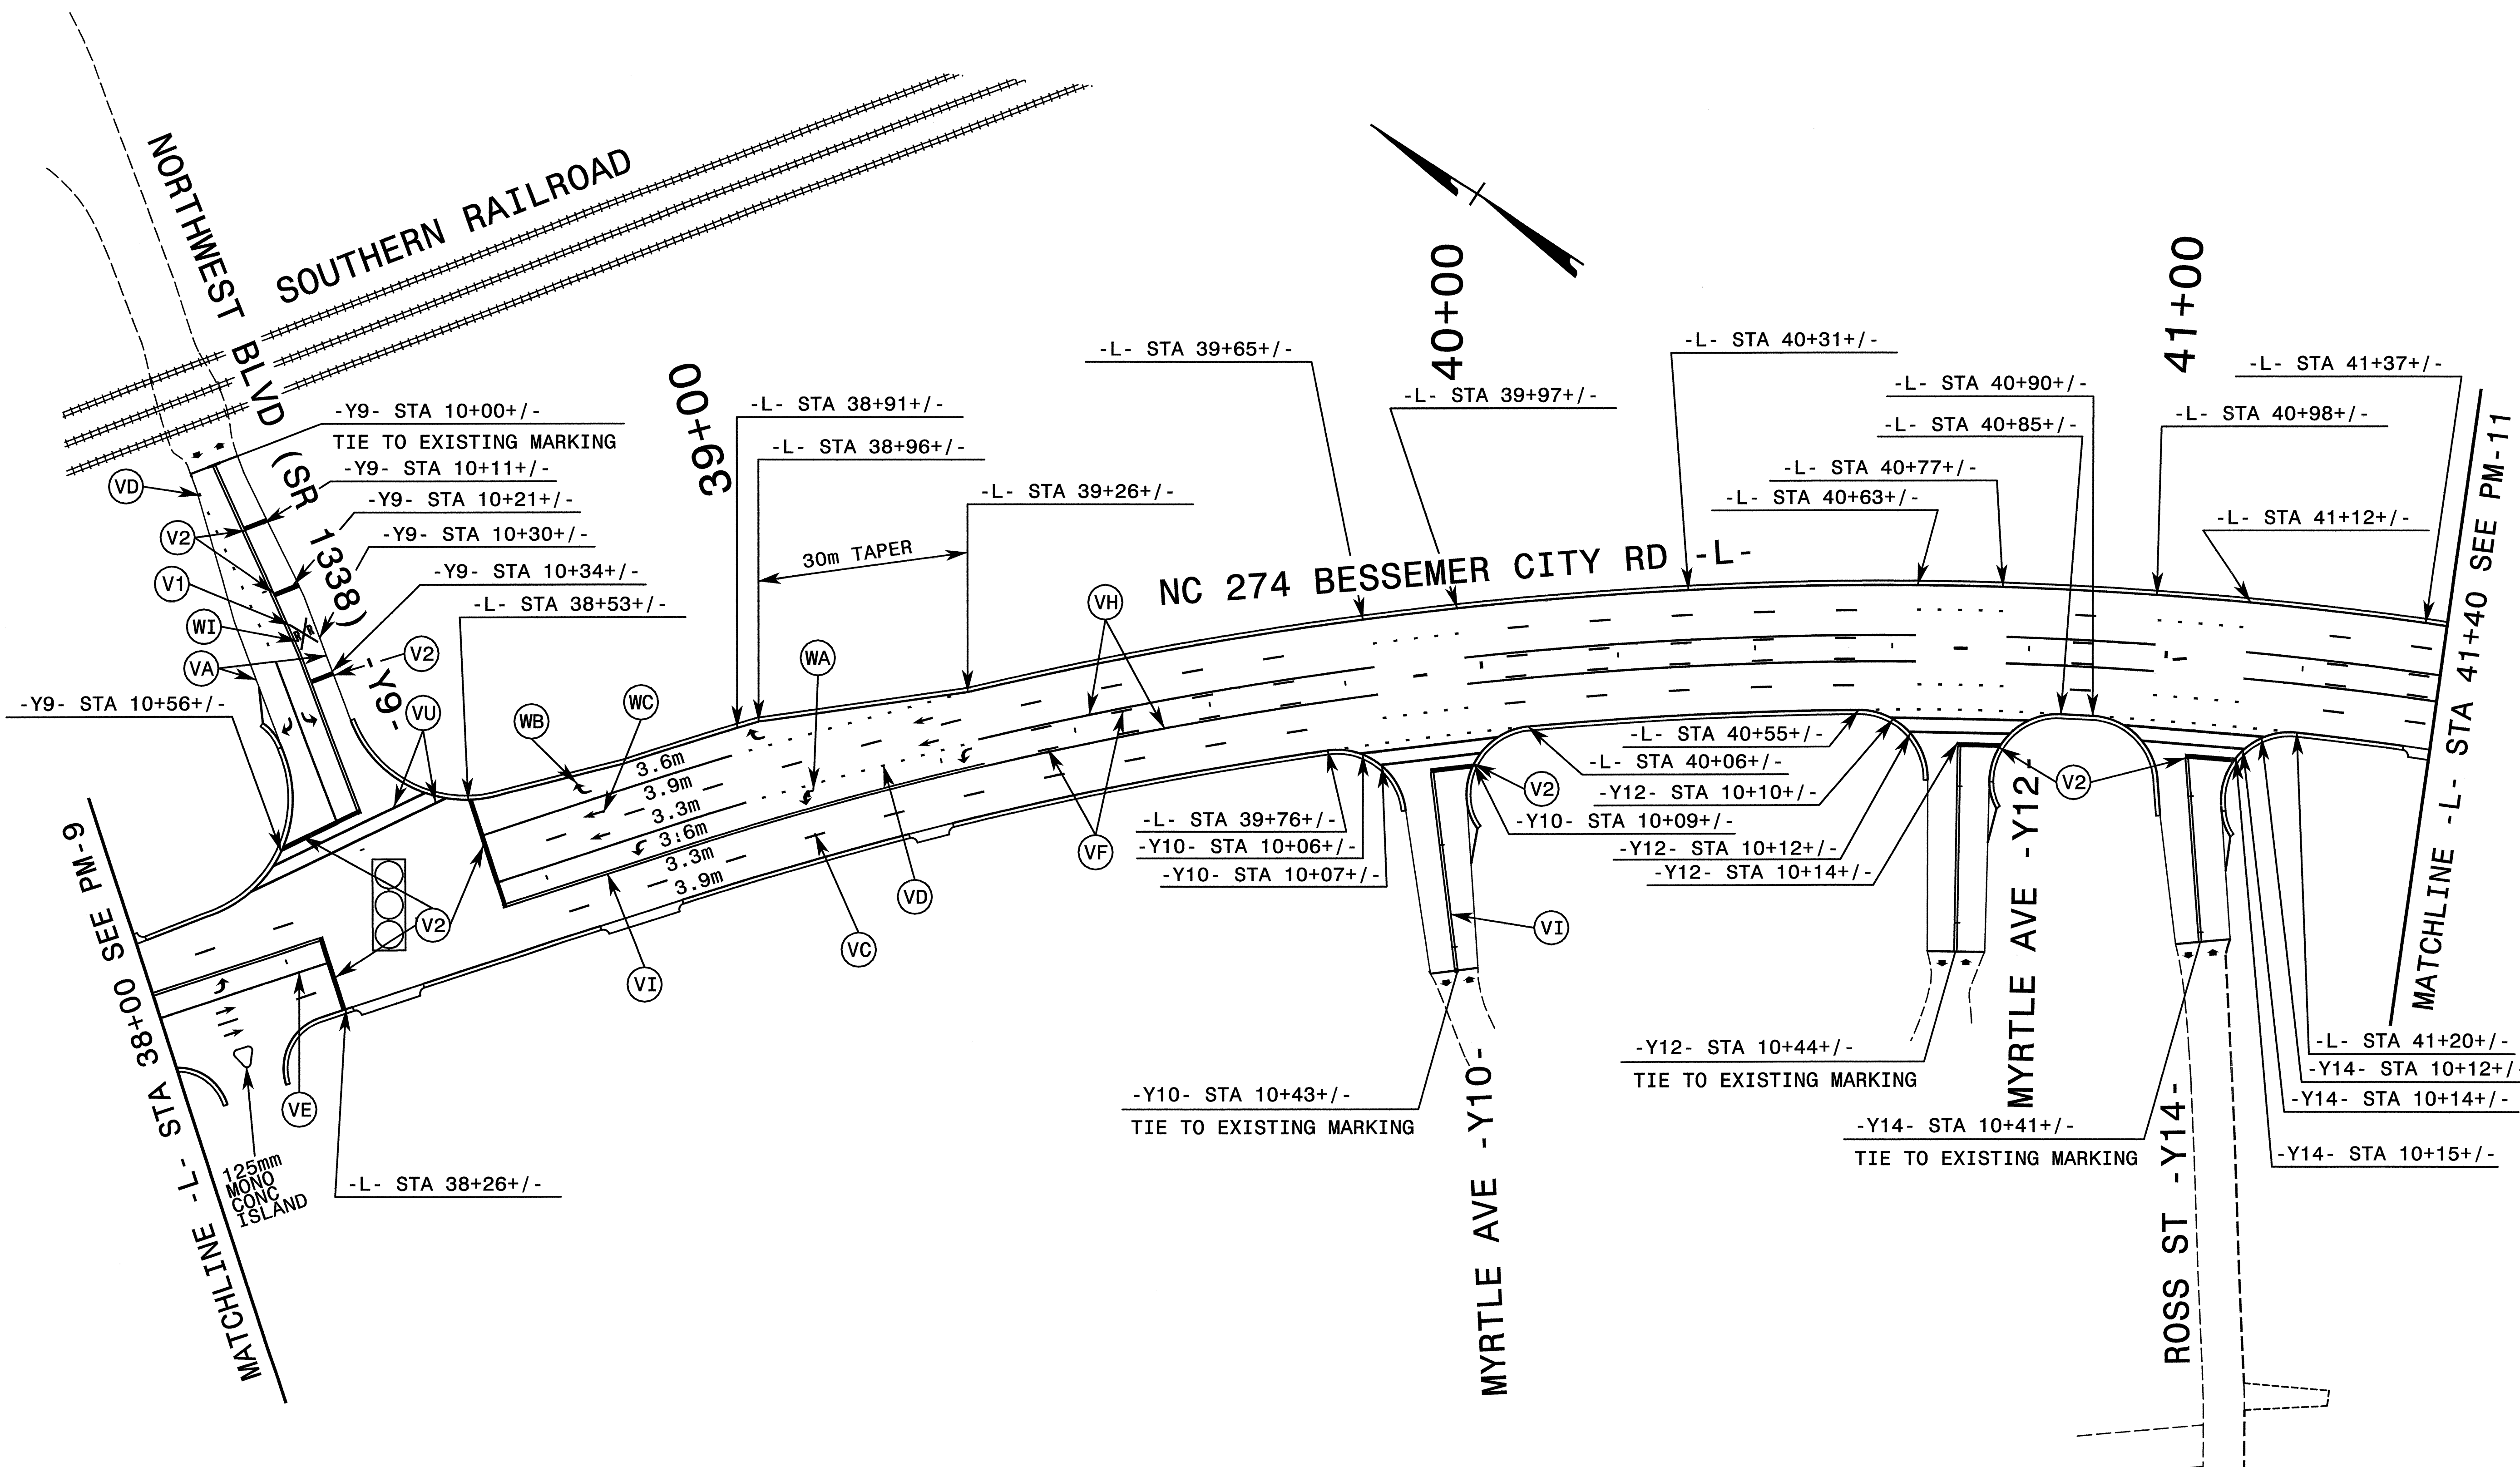 NORTHWEST BLVD (SR 1338)
-Y9-
SOUTHERN RAILROAD
-Y9- STA 10+00+/-
TIE TO EXISTING MARKING
-Y9- STA 10+11+/-
-Y9- STA 10+21+/-
-Y9- STA 10+30+/-
-Y9- STA 10+34+/-
-L- STA 38+53+/-
VD
V2
V1
WI
VA
V2
-Y9- STA 10+56+/-
VU
39+00
-L- STA 38+91+/-
-L- STA 38+96+/-
-L- STA 39+26+/-
30m TAPER
-L- STA 39+65+/-
40+00
-L- STA 39+97+/-
-L- STA 40+31+/-
-L- STA 40+90+/-
-L- STA 40+85+/-
-L- STA 40+77+/-
-L- STA 40+63+/-
41+00
-L- STA 41+37+/-
-L- STA 40+98+/-
-L- STA 41+12+/-
NC 274 BESSEMER CITY RD -L-
VH
WA
WC
WB
3.6m
3.9m
3.3m
3.6m
3.3m
3.9m
V2
VI
VC
VD
VF
-L- STA 39+76+/-
-Y10- STA 10+06+/-
-Y10- STA 10+07+/-
-L- STA 40+55+/-
-L- STA 40+06+/-
-Y12- STA 10+10+/-
-Y10- STA 10+09+/-
-Y12- STA 10+12+/-
-Y12- STA 10+14+/-
V2
VI
V2
MATCHLINE -L- STA 38+00 SEE PM-9
VE
125mm
MONO
CONC
ISLAND
-L- STA 38+26+/-
-Y10- STA 10+43+/-
TIE TO EXISTING MARKING
MYRTLE AVE -Y10-
-Y12- STA 10+44+/-
TIE TO EXISTING MARKING
MYRTLE AVE -Y12-
-Y14- STA 10+41+/-
TIE TO EXISTING MARKING
ROSS ST -Y14-
-L- STA 41+20+/-
-Y14- STA 10+12+/-
-Y14- STA 10+14+/-
-Y14- STA 10+15+/-
MATCHLINE -L- STA 41+40 SEE PM-11